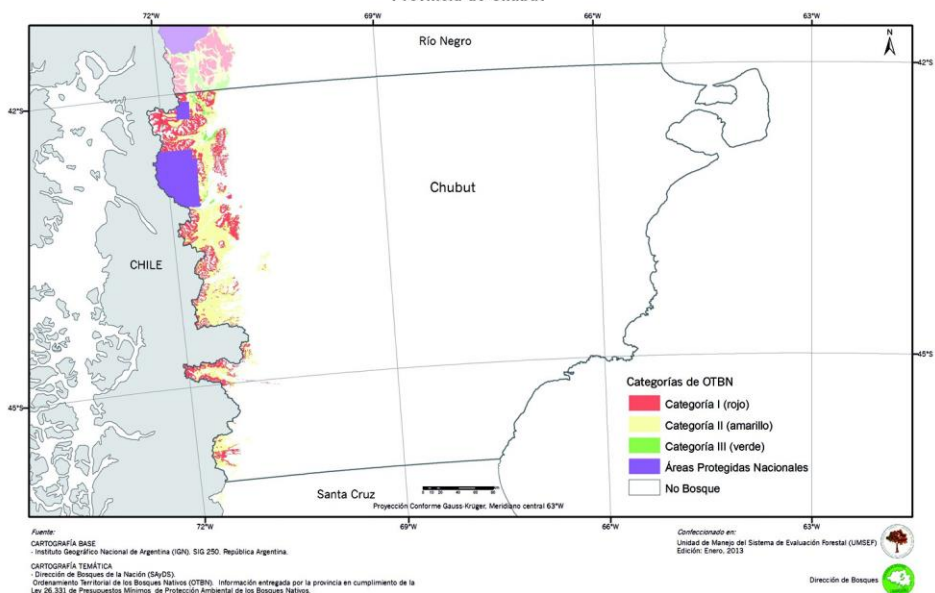 Provincia de Chubut
72°W
69°W
66°W
63°W
Río Negro
N
42°S
42°S
Chubut
CHILE
45°S
45°S
Categorías de OTBN
Categoría I (rojo)
Categoría II (amarillo)
Categoría III (verde)
Áreas Protegidas Nacionales
No Bosque
Santa Cruz
Proyección Conforme Gauss-Krüger, Meridiano central 63°W
72°W
69°W
66°W
63°W
Fuente:
CARTOGRAFÍA BASE
- Instituto Geográfico Nacional de Argentina (IGN). SIG 250. República Argentina.
CARTOGRAFÍA TEMÁTICA
- Dirección de Bosques de la Nación (SAyDS).
Ordenamiento Territorial de los Bosques Nativos (OTBN). Información entregada por la provincia en cumplimiento de la
Ley 26.331 de Presupuestos Mínimos de Protección Ambiental de los Bosques Nativos.
Confeccionado en:
Unidad de Manejo del Sistema de Evaluación Forestal (UMSEF)
Edición: Enero, 2013
Dirección de Bosques